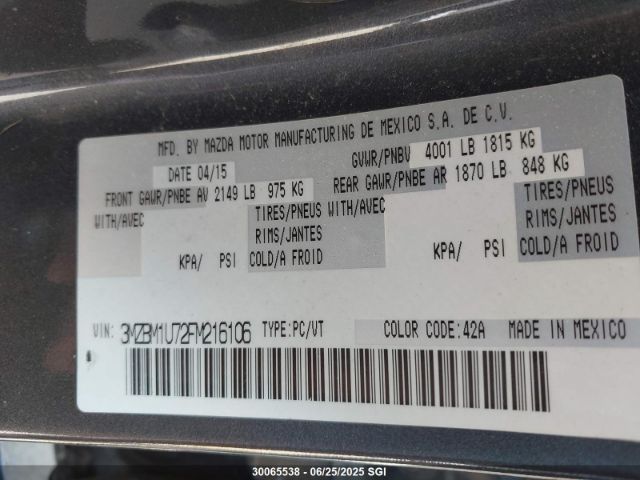 MFD. BY MAZDA MOTOR MANUFACTURING DE MEXICO S.A. DE C.V.
DATE 04/15 GVWR/PNBV 4001 LB 1815 KG
FRONT GAWR/PNBE AV 2149 LB 975 KG REAR GAWR/PNBE AR 1870 LB 848 KG
WITH/AVEC TIRES/PNEUS WITH/AVEC TIRES/PNEUS
RIMS/JANTES RIMS/JANTES
KPA/ PSI COLD/A FROID KPA/ PSI COLD/A FROID
VIN: 3MZBM1U72FM216106 TYPE:PC/VT COLOR CODE:42A MADE IN MEXICO
30065538 - 06/25/2025 SGI